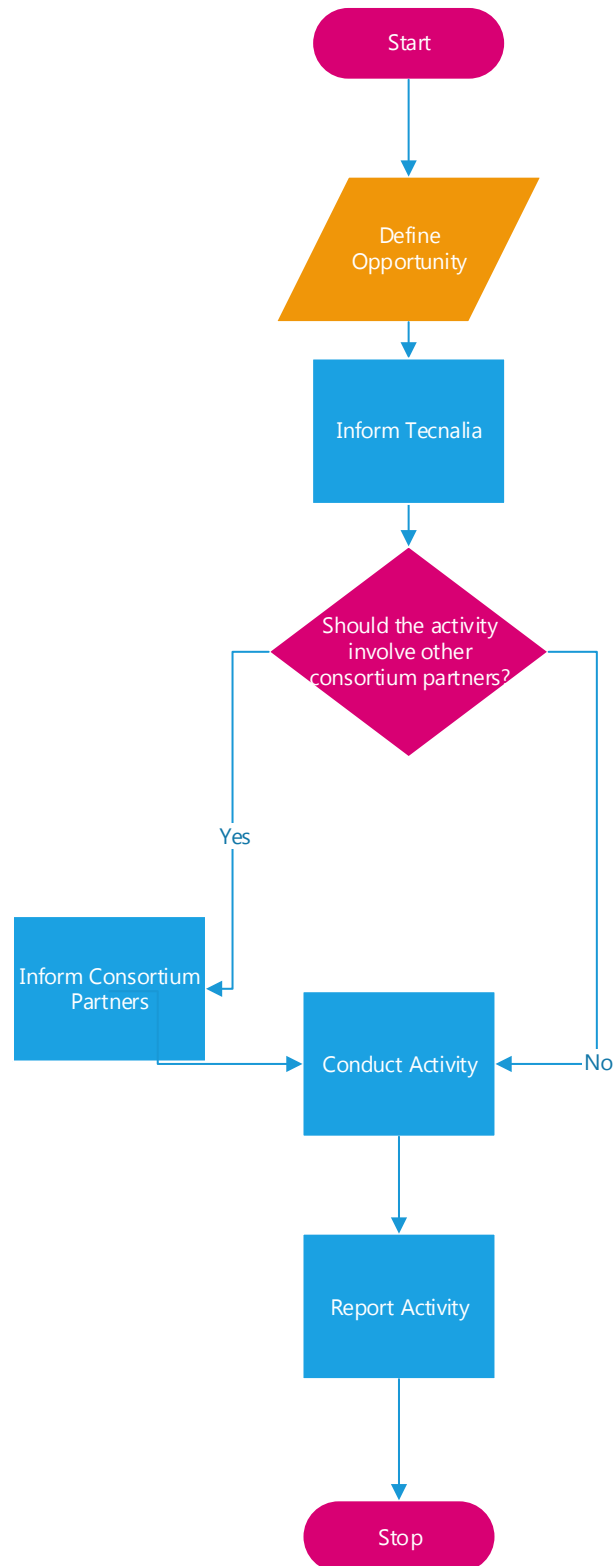 Start
Define
Opportunity
Inform Tecnalia
Should the activity
involve other
consortium partners?
Yes
Inform Consortium
Partners
Conduct Activity
No
Report Activity
Stop